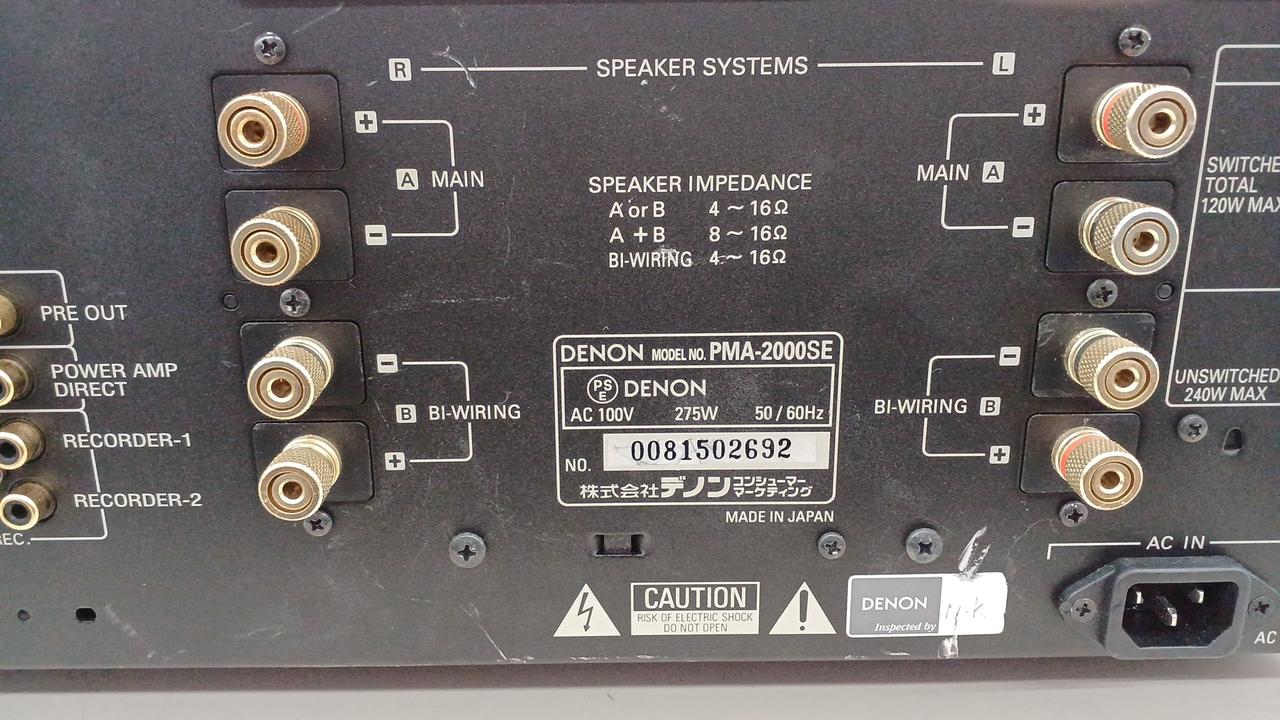 R SPEAKER SYSTEMS L
+ +
A MAIN MAIN A
- -
SPEAKER IMPEDANCE
A or B 4 ~ 16Ω
A + B 8 ~ 16Ω
BI-WIRING 4 ~ 16Ω
SWITCHE
TOTAL
120W MAX
PRE OUT
POWER AMP
DIRECT
RECORDER-1
RECORDER-2
EC.
- -
B BI-WIRING BI-WIRING B
+ +
UNSWITCHED
240W MAX
DENON MODEL NO. PMA-2000SE
PS
E DENON
AC 100V 275W 50 / 60Hz
NO. 0081502692
株式会社デノン コンシューマー
マーケティング
MADE IN JAPAN
AC IN
AC
CAUTION
RISK OF ELECTRIC SHOCK
DO NOT OPEN
DENON
Inspected by